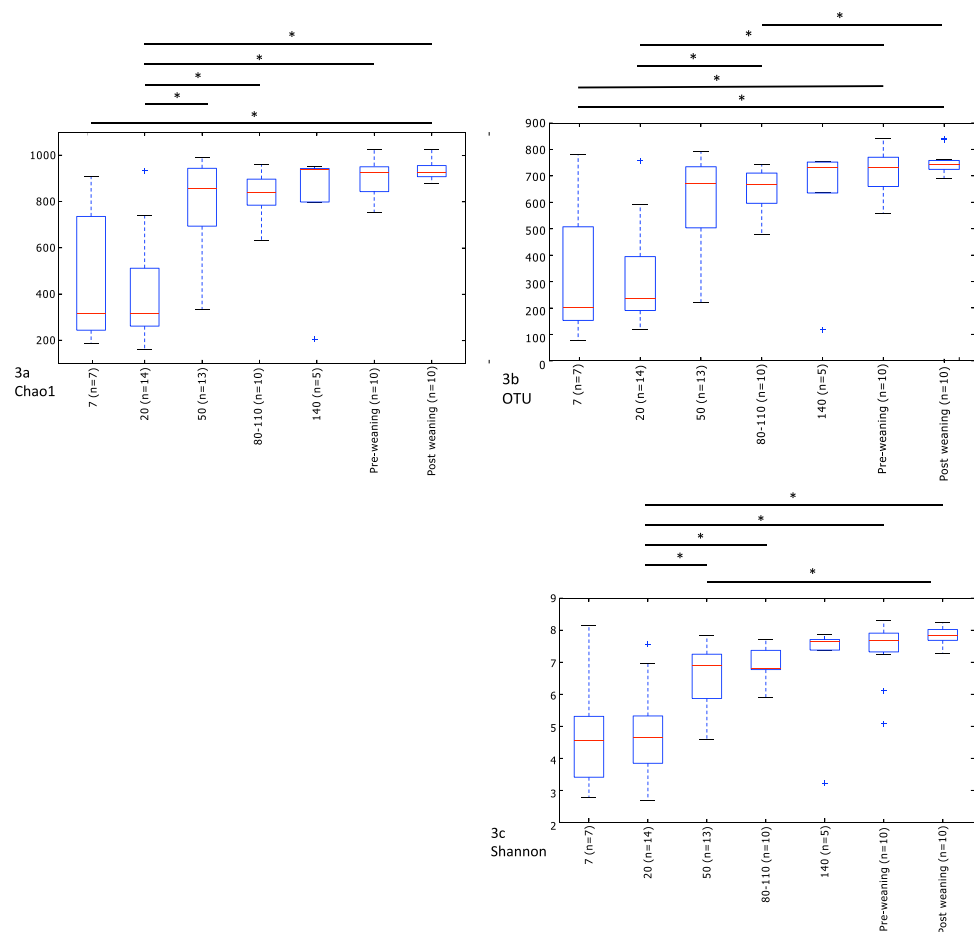 *
*
*
*
*
1000
800
600
400
200
3a
Chao1
7 (n=7)
20 (n=14)
50 (n=13)
80-110 (n=10)
140 (n=5)
Pre-weaning (n=10)
Post weaning (n=10)
*
*
*
*
*
900
800
700
600
500
400
300
200
100
0
3b
OTU
7 (n=7)
20 (n=14)
50 (n=13)
80-110 (n=10)
140 (n=5)
Pre-weaning (n=10)
Post weaning (n=10)
*
*
*
*
*
9
8
7
6
5
4
3
2
3c
Shannon
7 (n=7)
20 (n=14)
50 (n=13)
80-110 (n=10)
140 (n=5)
Pre-weaning (n=10)
Post weaning (n=10)